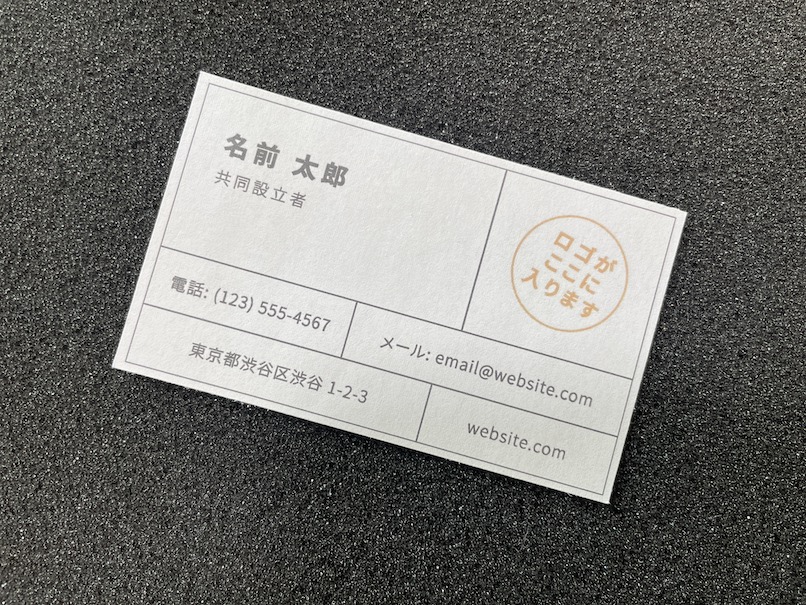 名前 太郎
共同設立者
ロゴが
ここに
入ります
電話: (123) 555-4567
メール: email@website.com
東京都渋谷区渋谷 1-2-3
website.com